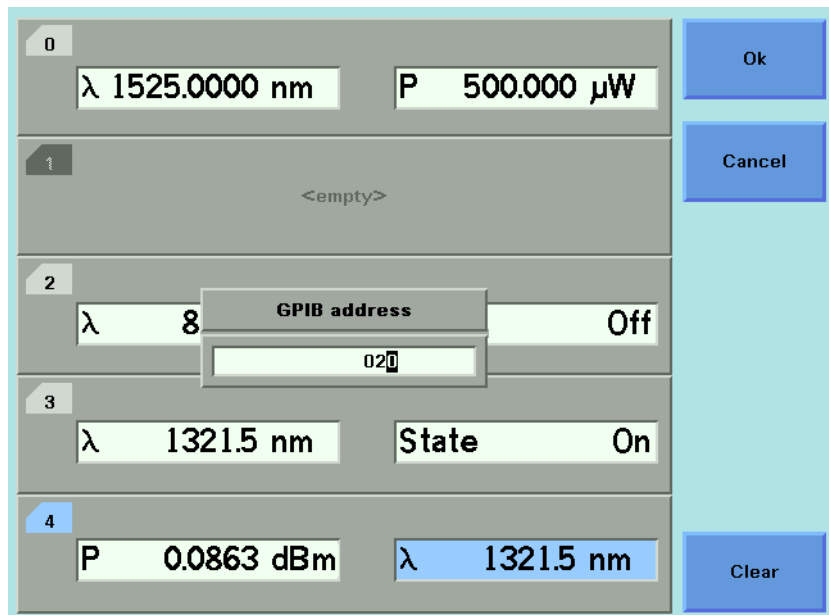 0
λ 1525.0000 nm
P 500.000 µW
Ok
1
<empty>
Cancel
2
λ 8
Off
GPIB address
020
3
λ 1321.5 nm
State On
4
P 0.0863 dBm
λ 1321.5 nm
Clear